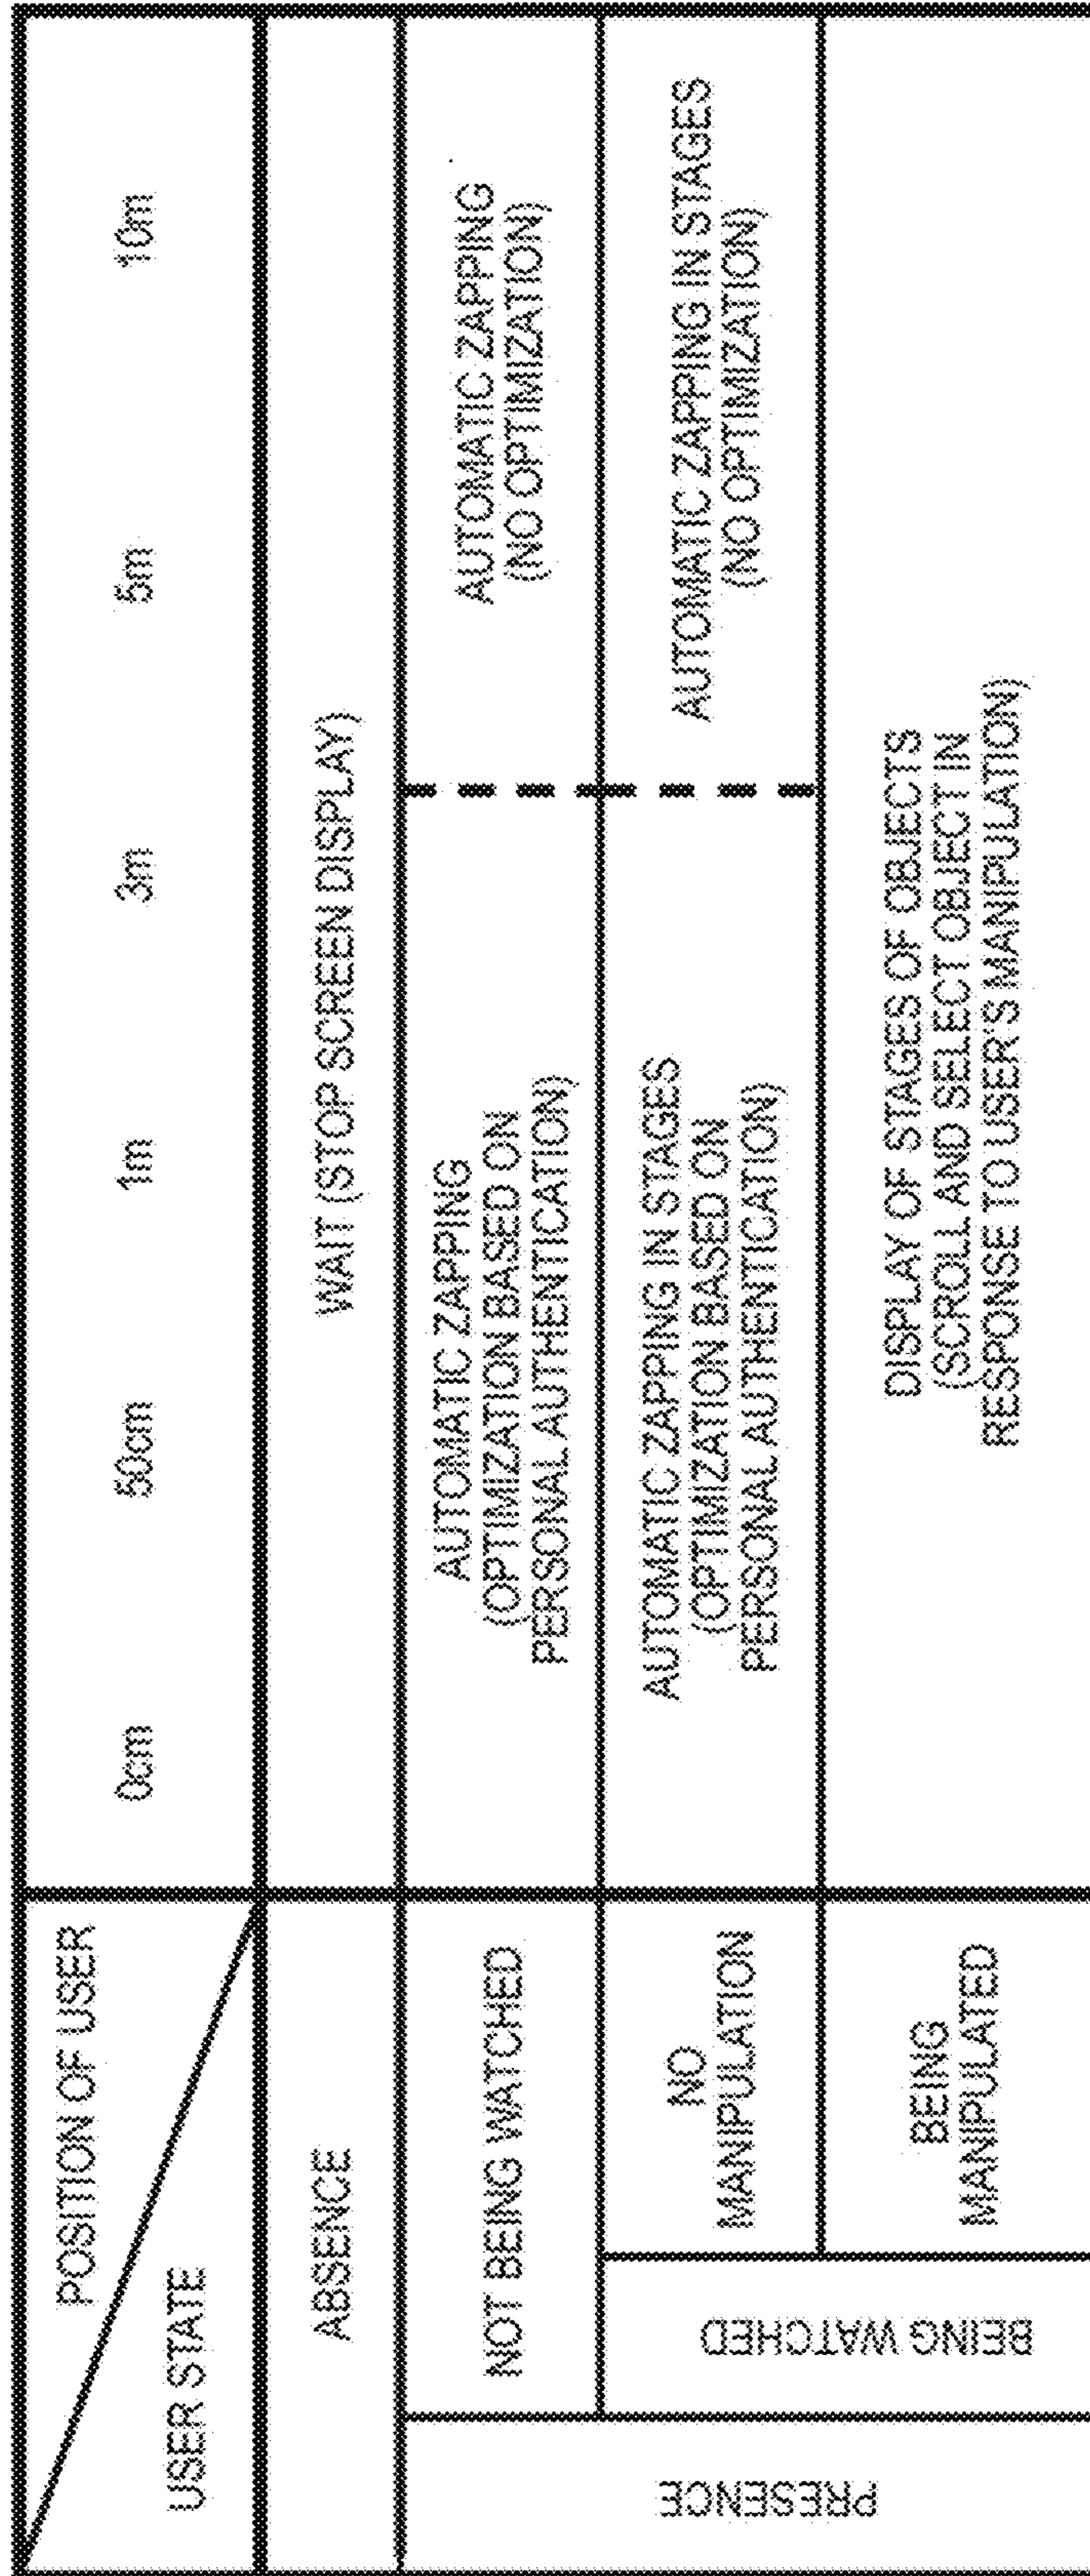 POSITION OF USER
USER STATE
0cm
50cm
1m
3m
5m
10m
ABSENCE
WAIT (STOP SCREEN DISPLAY)
PRESENCE
NOT BEING WATCHED
AUTOMATIC ZAPPING
(OPTIMIZATION BASED ON
PERSONAL AUTHENTICATION)
AUTOMATIC ZAPPING
(NO OPTIMIZATION)
BEING WATCHED
NO
MANIPULATION
AUTOMATIC ZAPPING IN STAGES
(OPTIMIZATION BASED ON
PERSONAL AUTHENTICATION)
AUTOMATIC ZAPPING IN STAGES
(NO OPTIMIZATION)
BEING
MANIPULATED
DISPLAY OF STAGES OF OBJECTS
(SCROLL AND SELECT OBJECT IN
RESPONSE TO USER'S MANIPULATION)